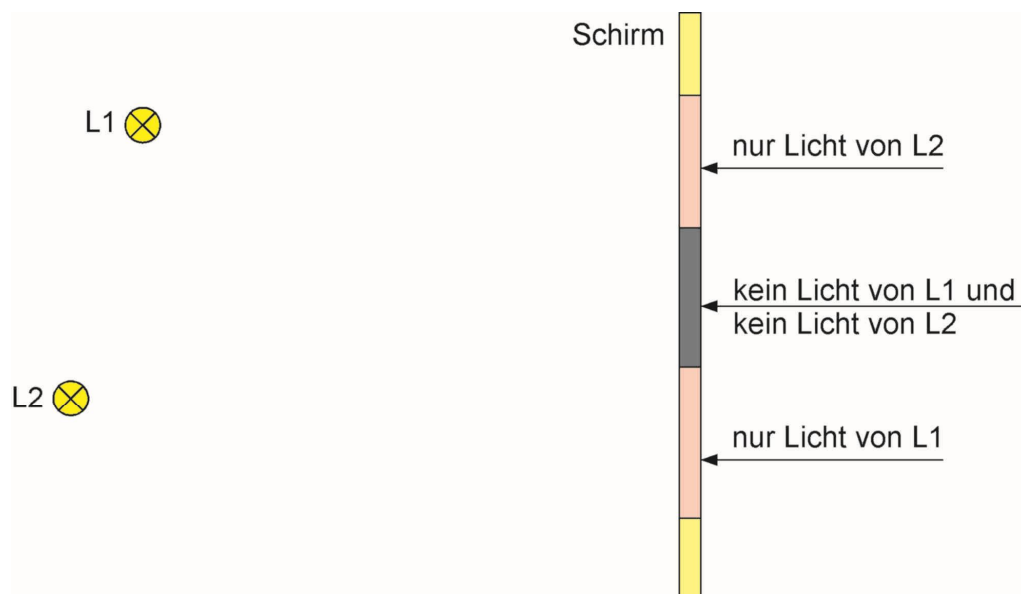 Schirm
L1
nur Licht von L2
kein Licht von L1 und
kein Licht von L2
L2
nur Licht von L1